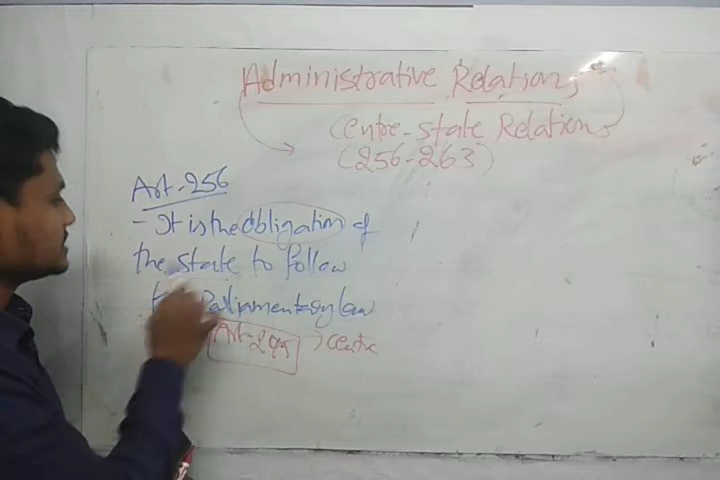 Administrative Relations
Centre-state Relations
(256-263)
Art-256
- It is the obligation of
the state to follow
Parliamentary law
Art-245 ) Centre